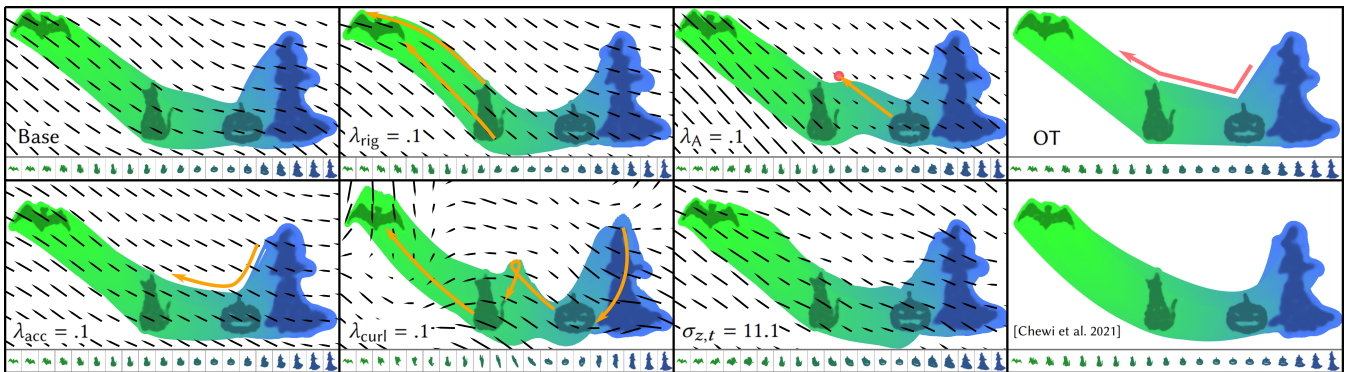 Base
λrig = .1
λA = .1
OT
λacc = .1
λcurl = .1
σz,t = 11.1
[Chewi et al. 2021]